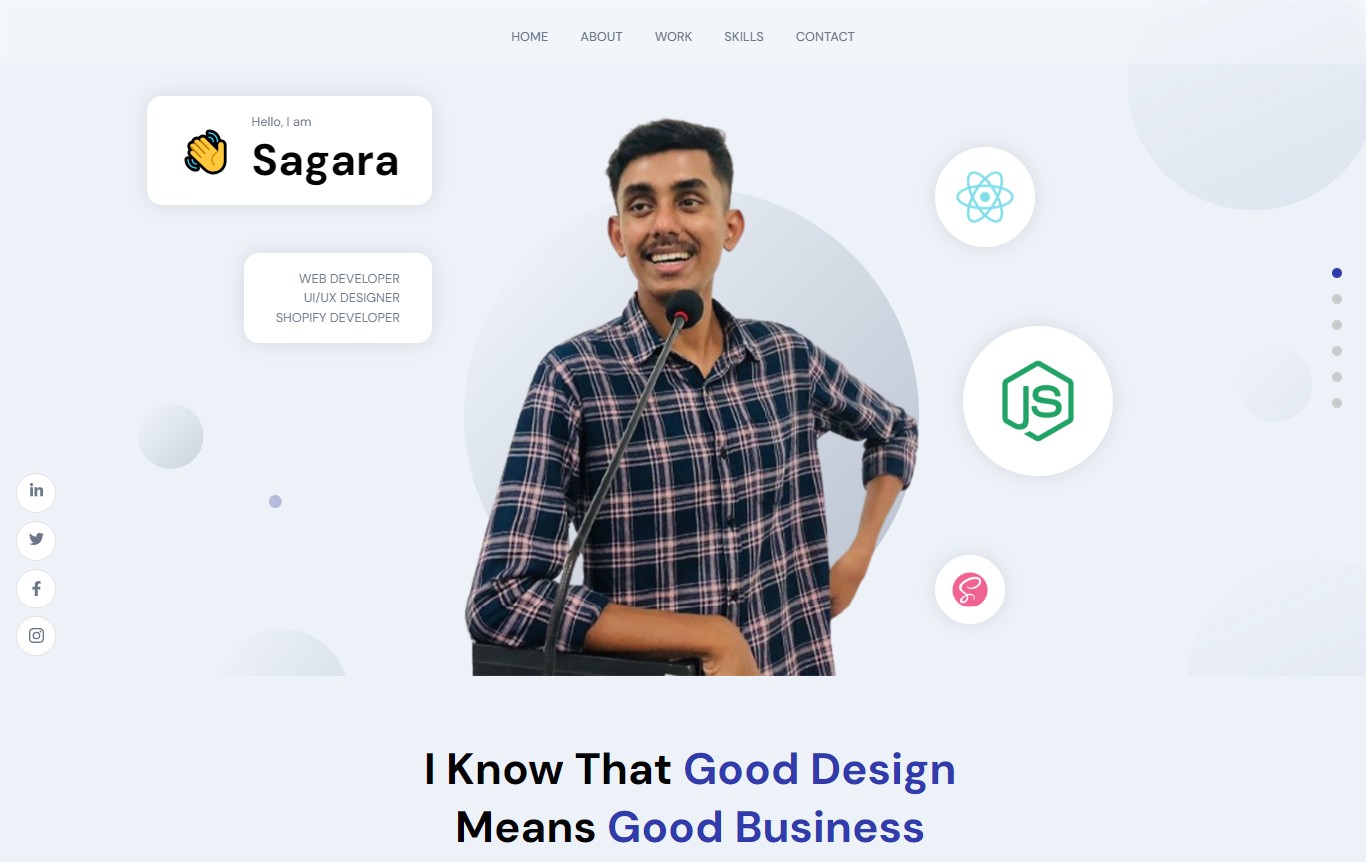 HOME ABOUT WORK SKILLS CONTACT
Hello, I am
Sagara
WEB DEVELOPER
UI/UX DESIGNER
SHOPIFY DEVELOPER
JS
in
I Know That Good Design
Means Good Business